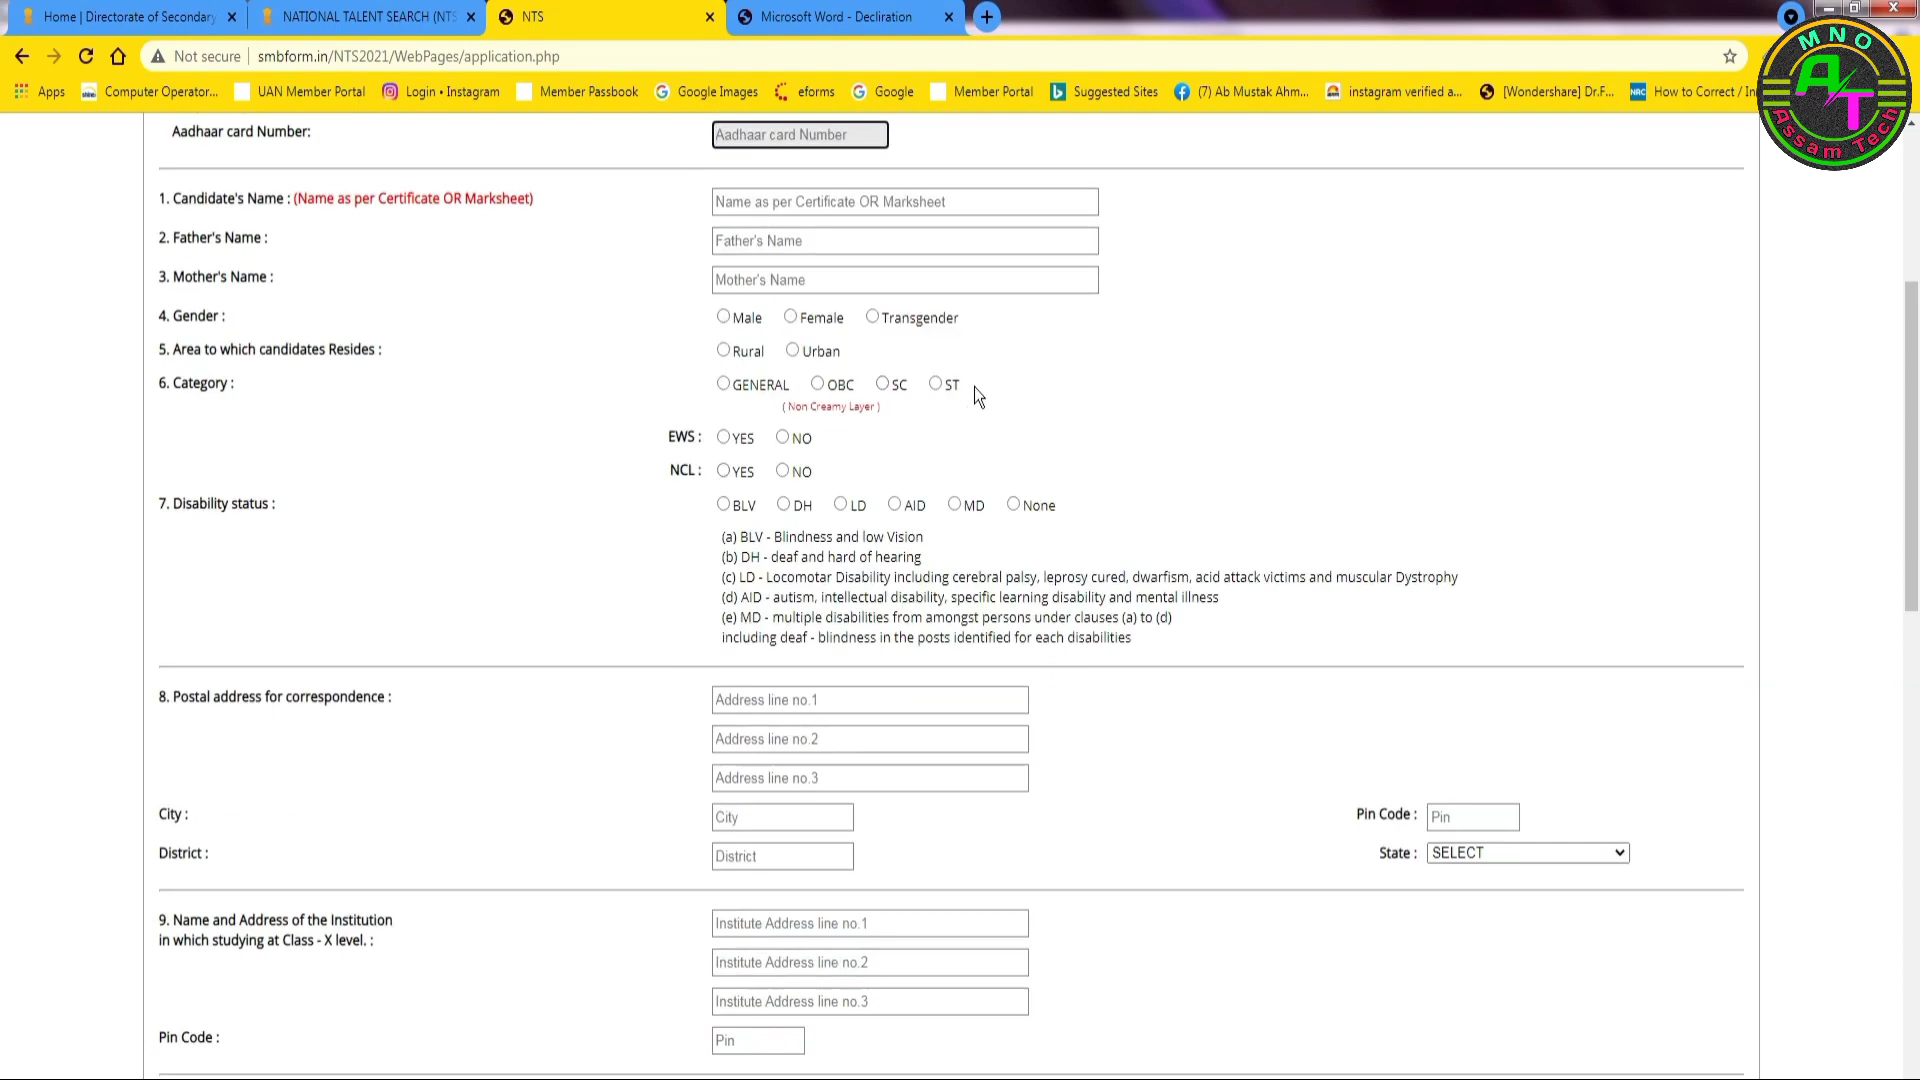 Home | Directorate of Secondary
NATIONAL TALENT SEARCH (NTS
NTS
Microsoft Word - Decliration
Not secure
smbform.in/NTS2021/WebPages/application.php
Apps
Computer Operator...
UAN Member Portal
Login • Instagram
Member Passbook
Google Images
eforms
Google
Member Portal
Suggested Sites
(7) Ab Mustak Ahm...
instagram verified a...
[Wondershare] Dr.F...
NRC
How to Correct / In
MNO
AT
Assam Tech
Aadhaar card Number:
Aadhaar card Number
1. Candidate's Name : (Name as per Certificate OR Marksheet)
Name as per Certificate OR Marksheet
2. Father's Name :
Father's Name
3. Mother's Name :
Mother's Name
4. Gender :
Male Female Transgender
5. Area to which candidates Resides :
Rural Urban
6. Category :
GENERAL OBC SC ST
( Non Creamy Layer )
EWS : YES NO
NCL : YES NO
7. Disability status :
BLV DH LD AID MD None
(a) BLV - Blindness and low Vision
(b) DH - deaf and hard of hearing
(c) LD - Locomotar Disability including cerebral palsy, leprosy cured, dwarfism, acid attack victims and muscular Dystrophy
(d) AID - autism, intellectual disability, specific learning disability and mental illness
(e) MD - multiple disabilities from amongst persons under clauses (a) to (d)
including deaf - blindness in the posts identified for each disabilities
8. Postal address for correspondence :
Address line no.1
Address line no.2
Address line no.3
City :
City
Pin Code :
Pin
District :
District
State :
SELECT
9. Name and Address of the Institution
in which studying at Class - X level. :
Institute Address line no.1
Institute Address line no.2
Institute Address line no.3
Pin Code :
Pin